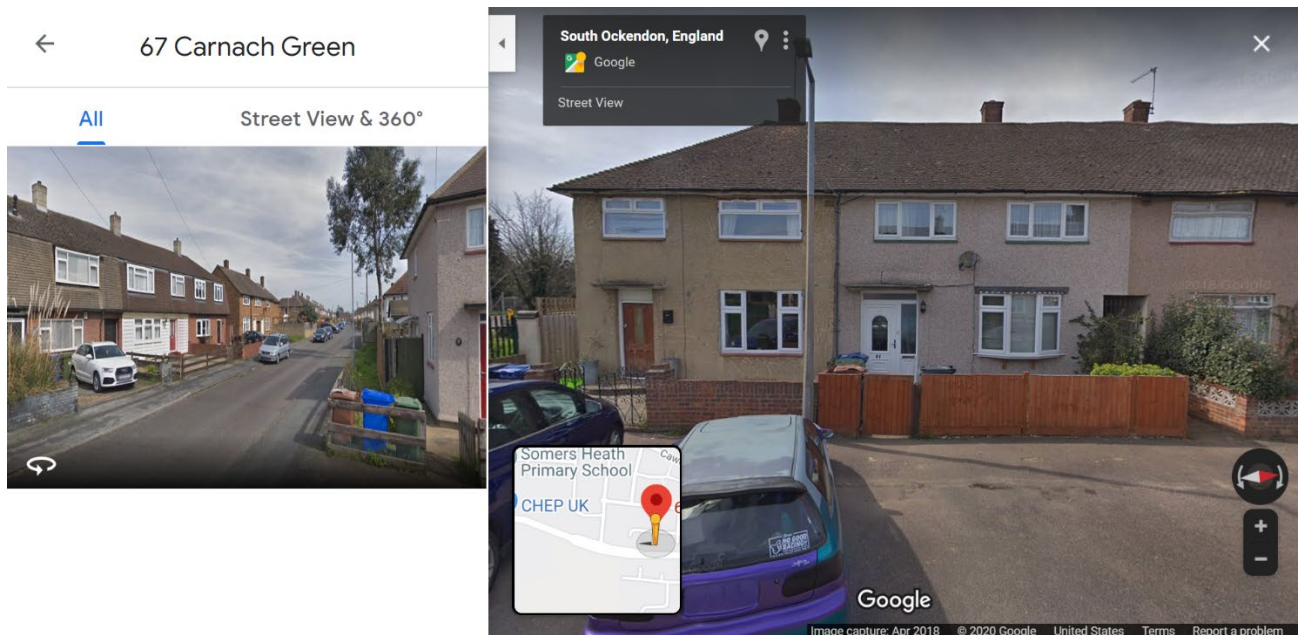 67 Carnach Green
All
Street View & 360°
South Ockendon, England
Google
Street View
Somers Heath
Primary School
CHEP UK
Google
Image capture: Apr 2018 © 2020 Google United States Terms Report a problem